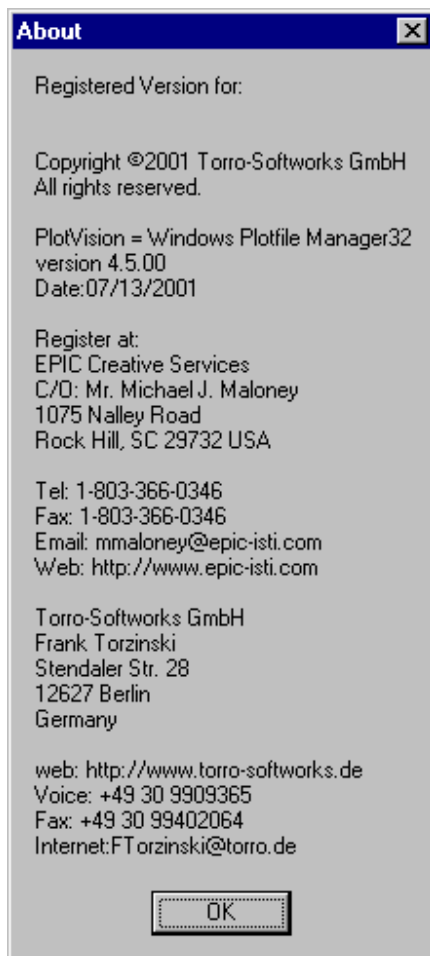 About
Registered Version for:
Copyright ©2001 Torro-Softworks GmbH
All rights reserved.
PlotVision = Windows Plotfile Manager32
version 4.5.00
Date:07/13/2001
Register at:
EPIC Creative Services
C/O: Mr. Michael J. Maloney
1075 Nalley Road
Rock Hill, SC 29732 USA
Tel: 1-803-366-0346
Fax: 1-803-366-0346
Email: mmaloney@epic-isti.com
Web: http://www.epic-isti.com
Torro-Softworks GmbH
Frank Torzinski
Stendaler Str. 28
12627 Berlin
Germany
web: http://www.torro-softworks.de
Voice: +49 30 9909365
Fax: +49 30 99402064
Internet:FTorzinski@torro.de
OK